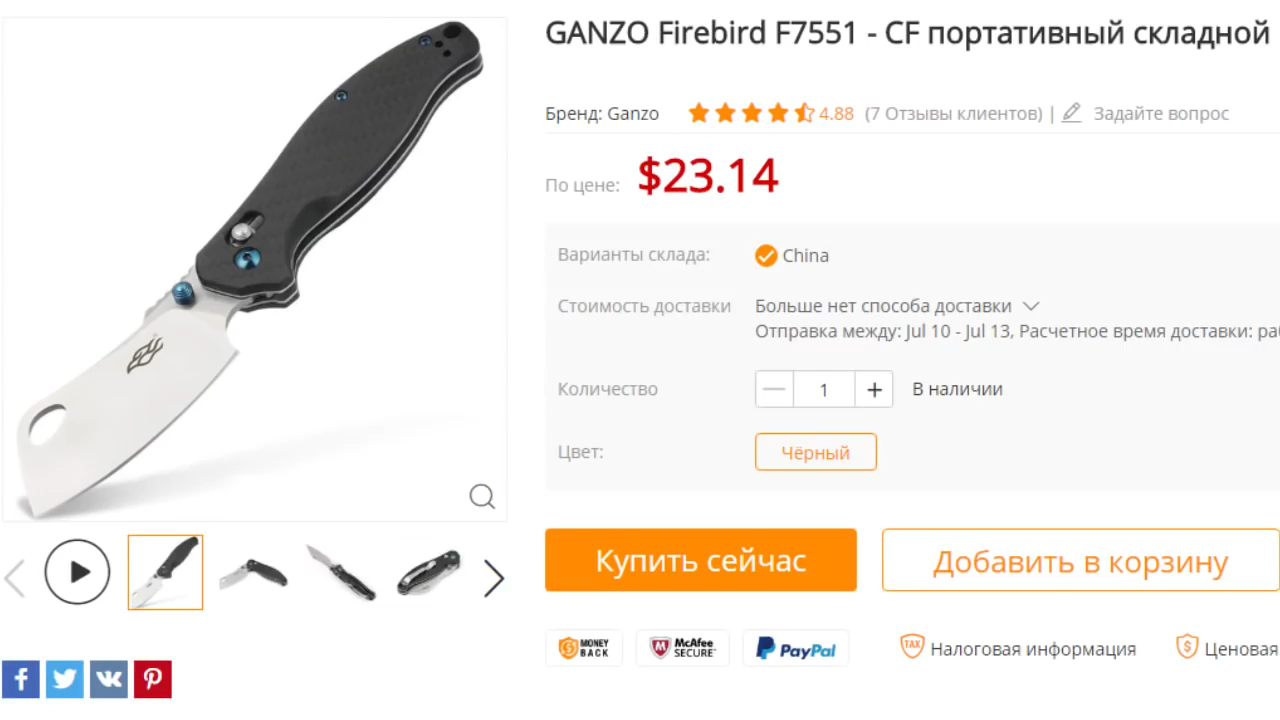 GANZO Firebird F7551 - CF портативный складной
Бренд: Ganzo 4.88 (7 Отзывы клиентов) | Задайте вопрос
По цене: $23.14
Варианты склада: China
Стоимость доставки Больше нет способа доставки
Отправка между: Jul 10 - Jul 13, Расчетное время доставки:
Количество 1 + В наличии
Цвет: Чёрный
Купить сейчас Добавить в корзину
MONEY BACK McAfee SECURE PayPal TAX Налоговая информация $ Ценовая